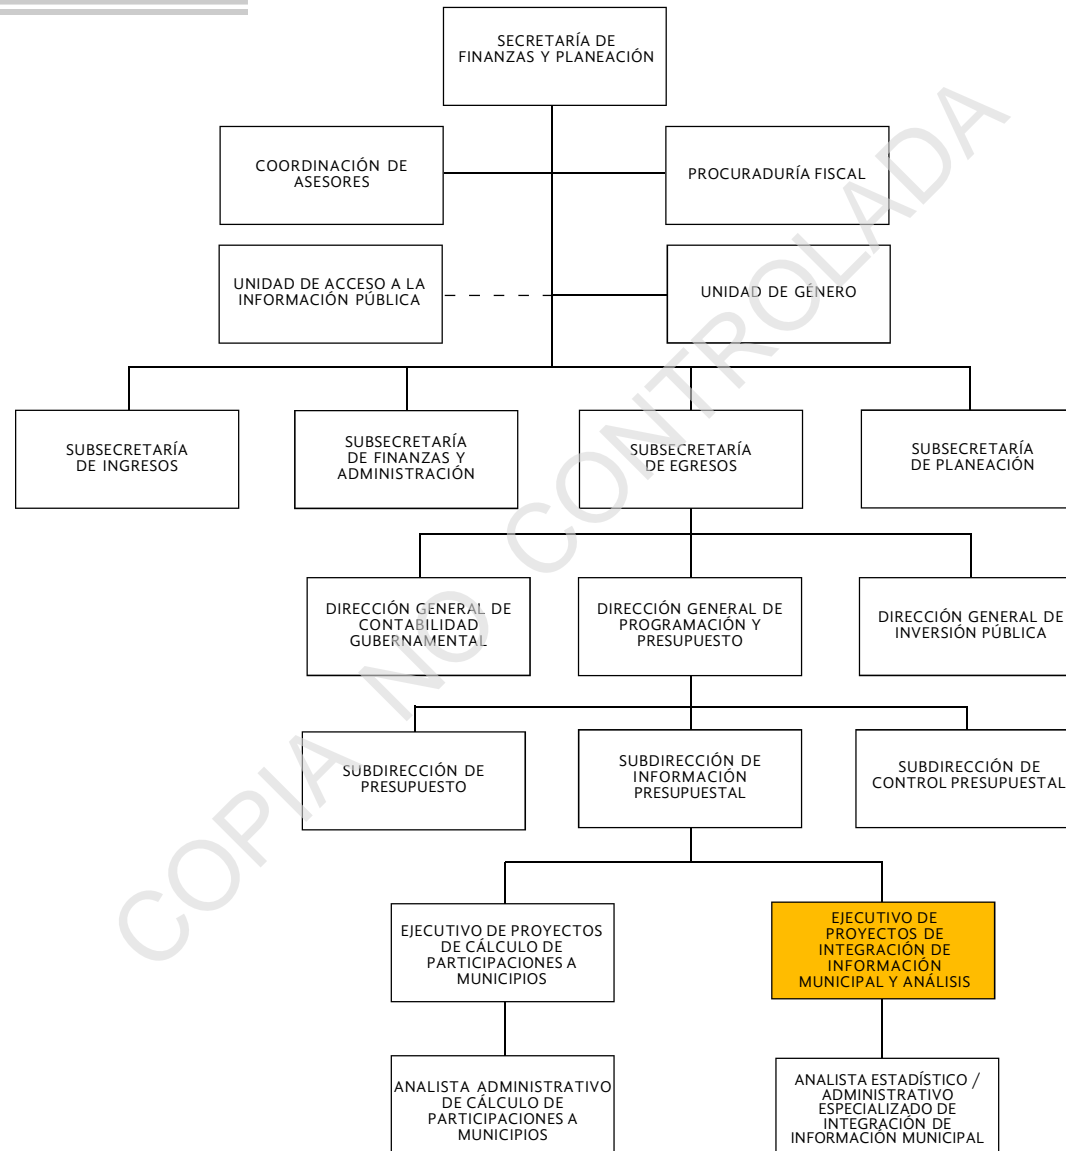 SECRETARÍA DE
FINANZAS Y PLANEACIÓN
COORDINACIÓN DE
ASESORES
PROCURADURÍA FISCAL
UNIDAD DE ACCESO A LA
INFORMACIÓN PÚBLICA
UNIDAD DE GÉNERO
SUBSECRETARÍA
DE INGRESOS
SUBSECRETARÍA
DE FINANZAS Y
ADMINISTRACIÓN
SUBSECRETARÍA
DE EGRESOS
SUBSECRETARÍA
DE PLANEACIÓN
DIRECCIÓN GENERAL DE
CONTABILIDAD
GUBERNAMENTAL
DIRECCIÓN GENERAL DE
PROGRAMACIÓN Y
PRESUPUESTO
DIRECCIÓN GENERAL DE
INVERSIÓN PÚBLICA
SUBDIRECCIÓN DE
PRESUPUESTO
SUBDIRECCIÓN DE
INFORMACIÓN
PRESUPUESTAL
SUBDIRECCIÓN DE
CONTROL PRESUPUESTAL
EJECUTIVO DE PROYECTOS
DE CÁLCULO DE
PARTICIPACIONES A
MUNICIPIOS
EJECUTIVO DE
PROYECTOS DE
INTEGRACIÓN DE
INFORMACIÓN
MUNICIPAL Y ANÁLISIS
ANALISTA ADMINISTRATIVO
DE CÁLCULO DE
PARTICIPACIONES A
MUNICIPIOS
ANALISTA ESTADÍSTICO /
ADMINISTRATIVO
ESPECIALIZADO DE
INTEGRACIÓN DE
INFORMACIÓN MUNICIPAL
COPIA NO CONTROLADA